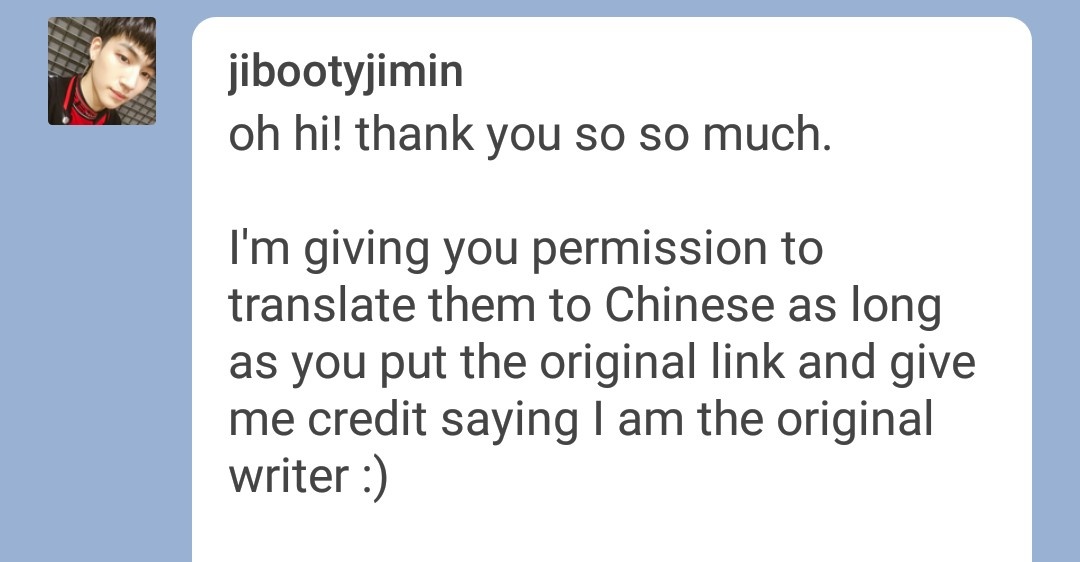 jibootyjimin
oh hi! thank you so so much.
I'm giving you permission to
translate them to Chinese as long
as you put the original link and give
me credit saying I am the original
writer :)